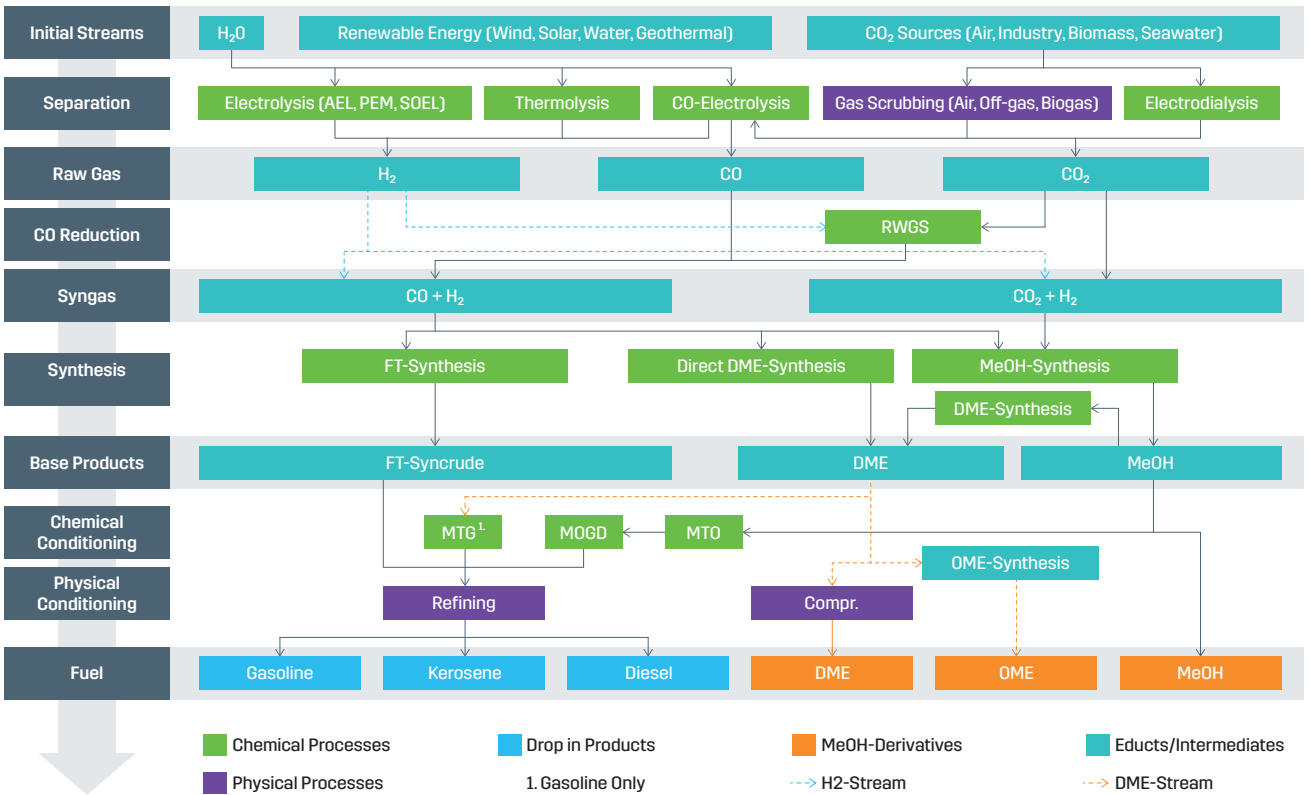 Initial Streams
H₂O
Renewable Energy (Wind, Solar, Water, Geothermal)
CO₂ Sources (Air, Industry, Biomass, Seawater)
Separation
Electrolysis (AEL, PEM, SOEL)
Thermolysis
CO-Electrolysis
Gas Scrubbing (Air, Off-gas, Biogas)
Electrodialysis
Raw Gas
H₂
CO
CO₂
CO Reduction
RWGS
Syngas
CO + H₂
CO₂ + H₂
Synthesis
FT-Synthesis
Direct DME-Synthesis
MeOH-Synthesis
DME-Synthesis
Base Products
FT-Syncrude
DME
MeOH
Chemical
Conditioning
MTG 1.
MOGD
MTO
OME-Synthesis
Physical
Conditioning
Refining
Compr.
Fuel
Gasoline
Kerosene
Diesel
DME
OME
MeOH
Chemical Processes
Drop in Products
MeOH-Derivatives
Educts/Intermediates
Physical Processes
1. Gasoline Only
H2-Stream
DME-Stream